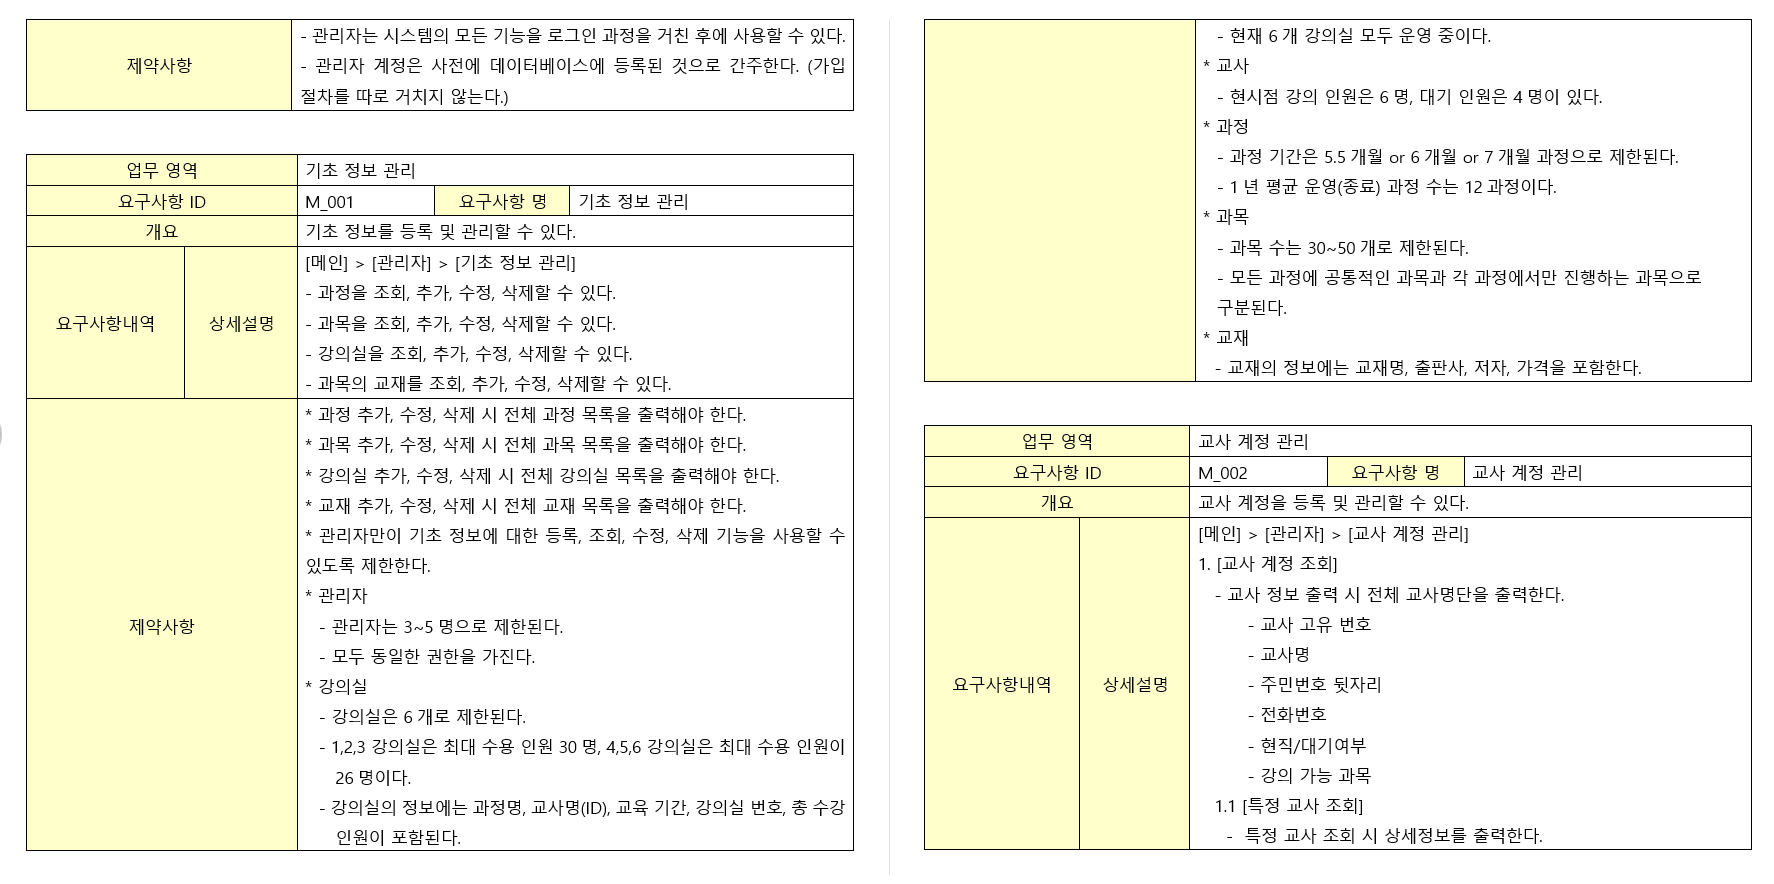 제약사항
- 관리자는 시스템의 모든 기능을 로그인 과정을 거친 후에 사용할 수 있다.
- 관리자 계정은 사전에 데이터베이스에 등록된 것으로 간주한다. (가입
절차를 따로 거치지 않는다.)
업무 영역
기초 정보 관리
요구사항 ID
M_001
요구사항 명
기초 정보 관리
개요
기초 정보를 등록 및 관리할 수 있다.
요구사항내역
상세설명
[메인] > [관리자] > [기초 정보 관리]
- 과정을 조회, 추가, 수정, 삭제할 수 있다.
- 과목을 조회, 추가, 수정, 삭제할 수 있다.
- 강의실을 조회, 추가, 수정, 삭제할 수 있다.
- 과목의 교재를 조회, 추가, 수정, 삭제할 수 있다.
제약사항
* 과정 추가, 수정, 삭제 시 전체 과정 목록을 출력해야 한다.
* 과목 추가, 수정, 삭제 시 전체 과목 목록을 출력해야 한다.
* 강의실 추가, 수정, 삭제 시 전체 강의실 목록을 출력해야 한다.
* 교재 추가, 수정, 삭제 시 전체 교재 목록을 출력해야 한다.
* 관리자만이 기초 정보에 대한 등록, 조회, 수정, 삭제 기능을 사용할 수
있도록 제한한다.
* 관리자
- 관리자는 3~5 명으로 제한된다.
- 모두 동일한 권한을 가진다.
* 강의실
- 강의실은 6 개로 제한된다.
- 1,2,3 강의실은 최대 수용 인원 30 명, 4,5,6 강의실은 최대 수용 인원이
26 명이다.
- 강의실의 정보에는 과정명, 교사명(ID), 교육 기간, 강의실 번호, 총 수강
인원이 포함된다.
- 현재 6 개 강의실 모두 운영 중이다.
* 교사
- 현시점 강의 인원은 6 명, 대기 인원은 4 명이 있다.
* 과정
- 과정 기간은 5.5 개월 or 6 개월 or 7 개월 과정으로 제한된다.
- 1 년 평균 운영(종료) 과정 수는 12 과정이다.
* 과목
- 과목 수는 30~50 개로 제한된다.
- 모든 과정에 공통적인 과목과 각 과정에서만 진행하는 과목으로
구분된다.
* 교재
- 교재의 정보에는 교재명, 출판사, 저자, 가격을 포함한다.
업무 영역
교사 계정 관리
요구사항 ID
M_002
요구사항 명
교사 계정 관리
개요
교사 계정을 등록 및 관리할 수 있다.
요구사항내역
상세설명
[메인] > [관리자] > [교사 계정 관리]
1. [교사 계정 조회]
- 교사 정보 출력 시 전체 교사명단을 출력한다.
- 교사 고유 번호
- 교사명
- 주민번호 뒷자리
- 전화번호
- 현직/대기여부
- 강의 가능 과목
1.1 [특정 교사 조회]
- 특정 교사 조회 시 상세정보를 출력한다.